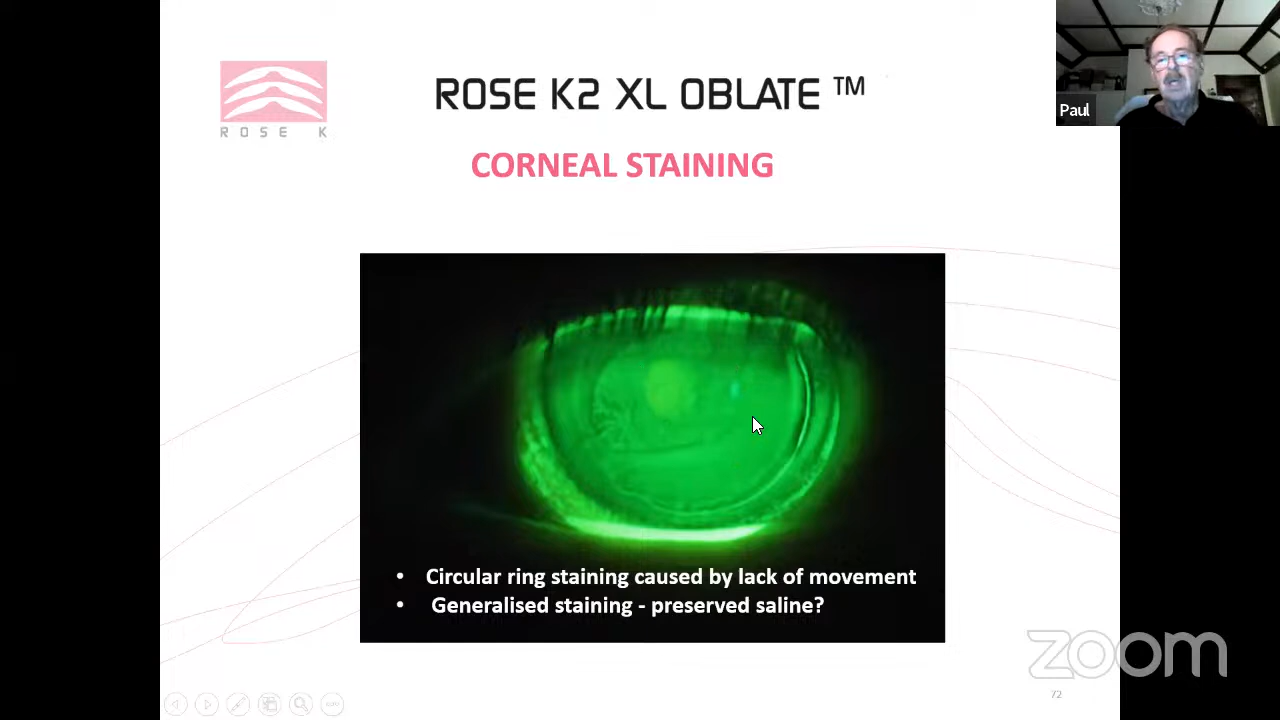 ROSE K
ROSE K2 XL OBLATE ™
CORNEAL STAINING
Paul
• Circular ring staining caused by lack of movement
• Generalised staining - preserved saline?
zoom
72